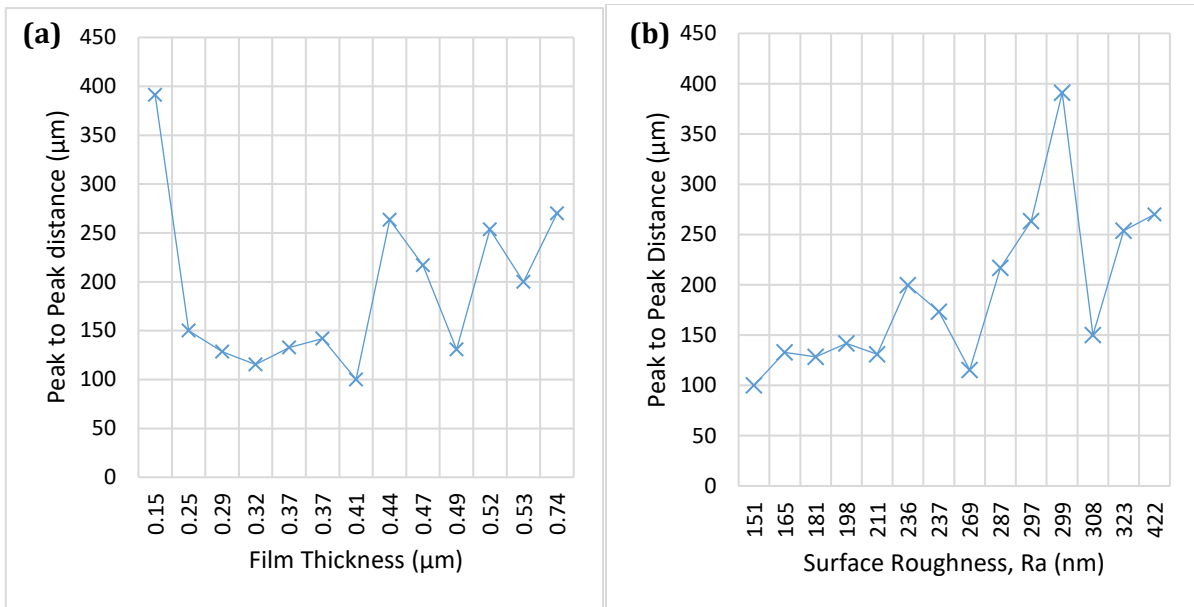 (a)
450
400
350
300
250
200
150
100
50
0
Peak to Peak distance (µm)
0.15 0.25 0.29 0.32 0.37 0.37 0.41 0.44 0.47 0.49 0.52 0.53 0.74
Film Thickness (µm)
(b)
450
400
350
300
250
200
150
100
50
0
Peak to Peak Distance (µm)
151 165 181 198 211 236 237 269 287 297 299 308 323 422
Surface Roughness, Ra (nm)